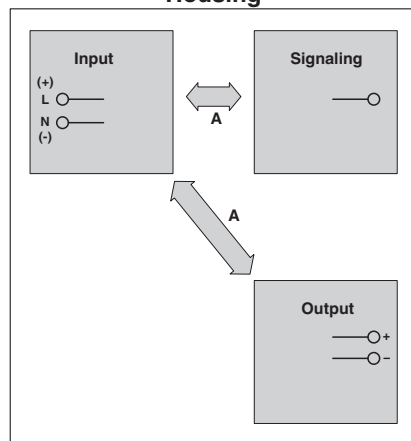 Housing
Input
Signaling
(+)
L
N
(-)
A
A
Output
+
–